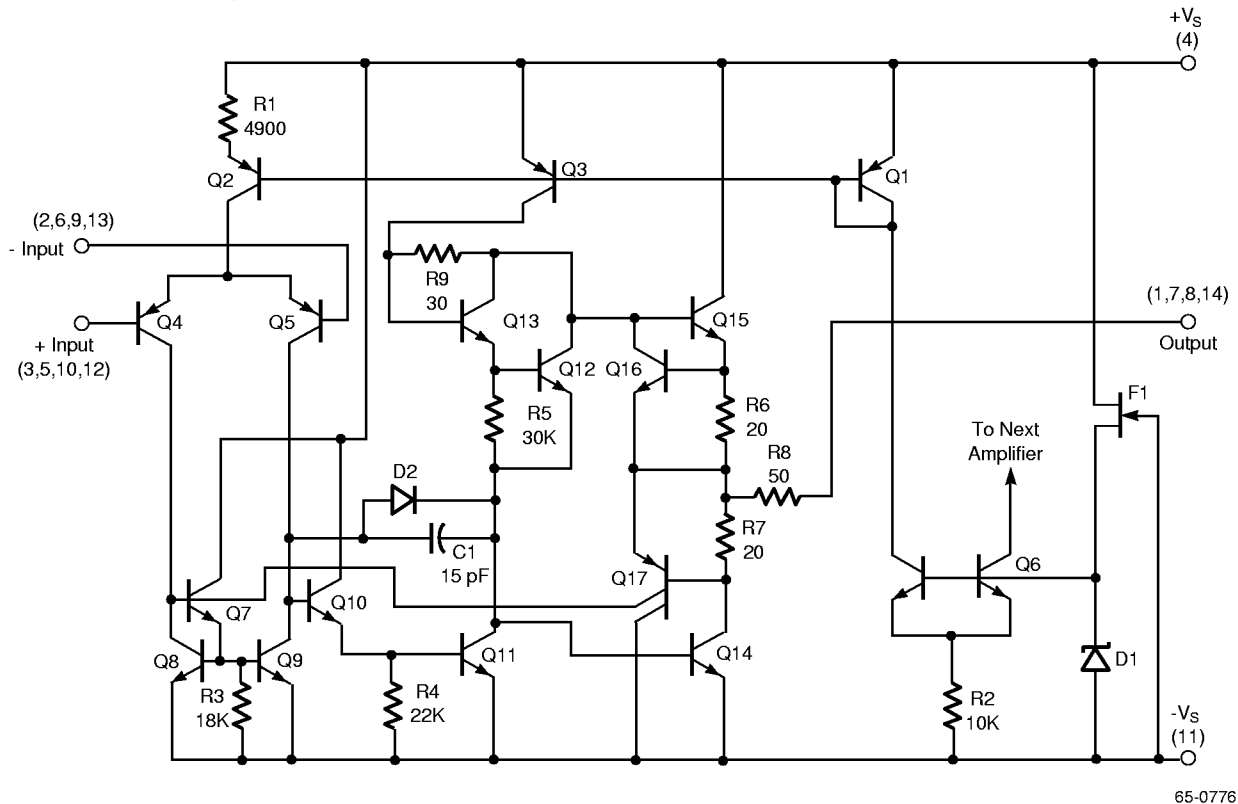 +VS
(4)
R1
4900
Q2
Q3
Q1
(2,6,9,13)
- Input
R9
30
(1,7,8,14)
Output
Q4
Q5
Q13
Q15
+ Input
(3,5,10,12)
Q12
Q16
F1
R5
30K
R6
20
To Next
Amplifier
R8
50
D2
R7
20
C1
15 pF
Q17
Q6
Q7
Q10
Q8
Q9
Q11
Q14
D1
R3
18K
R4
22K
R2
10K
-VS
(11)
65-0776